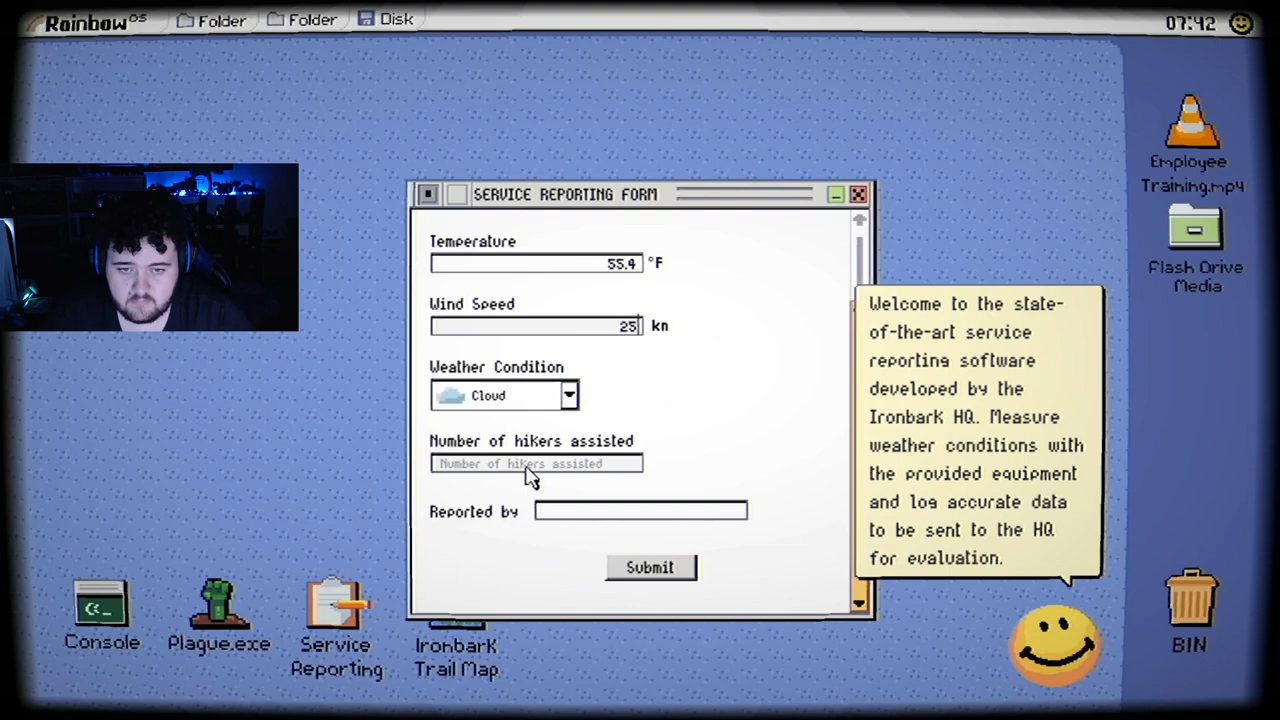 RainbowOS
Folder
Folder
Disk
07:42
Employee
Training.mp4
Flash Drive
Media
SERVICE REPORTING FORM
Temperature
55.4 °F
Wind Speed
25 kn
Weather Condition
Cloud
Number of hikers assisted
Number of hikers assisted
Reported by
Submit
Welcome to the state-
of-the-art service
reporting software
developed by the
Ironbark HQ. Measure
weather conditions with
the provided equipment
and log accurate data
to be sent to the HQ
for evaluation.
Console
Plague.exe
Service
Reporting
Ironbark
Trail Map
BIN